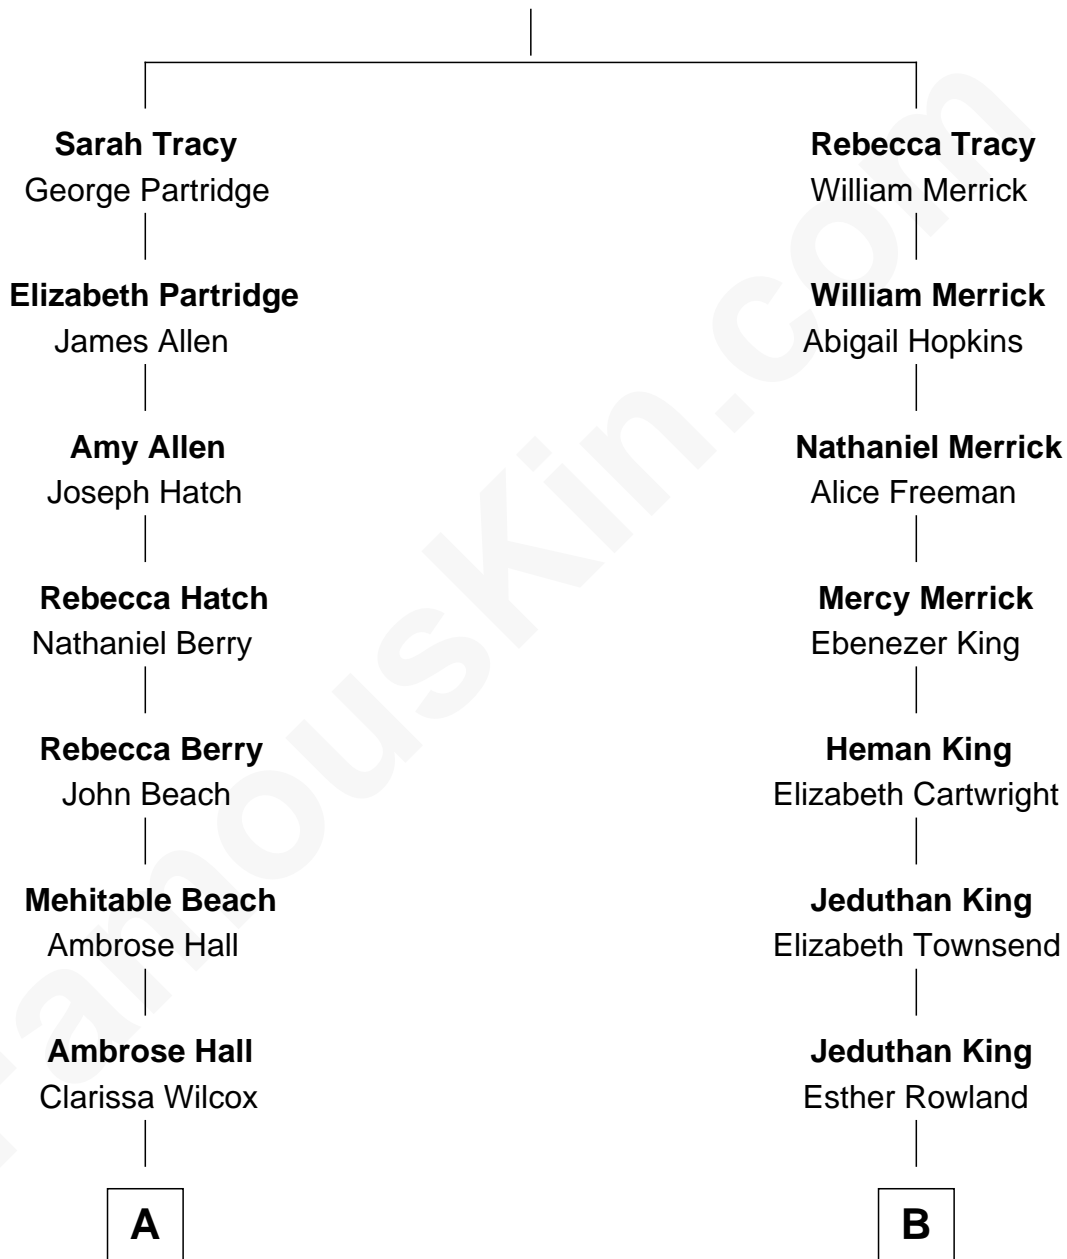 Sarah Tracy
George Partridge
Elizabeth Partridge
James Allen
Amy Allen
Joseph Hatch
Rebecca Hatch
Nathaniel Berry
Rebecca Berry
John Beach
Mehitable Beach
Ambrose Hall
Ambrose Hall
Clarissa Wilcox
A
Rebecca Tracy
William Merrick
William Merrick
Abigail Hopkins
Nathaniel Merrick
Alice Freeman
Mercy Merrick
Ebenezer King
Heman King
Elizabeth Cartwright
Jeduthan King
Elizabeth Townsend
Jeduthan King
Esther Rowland
B
FamousKin.com